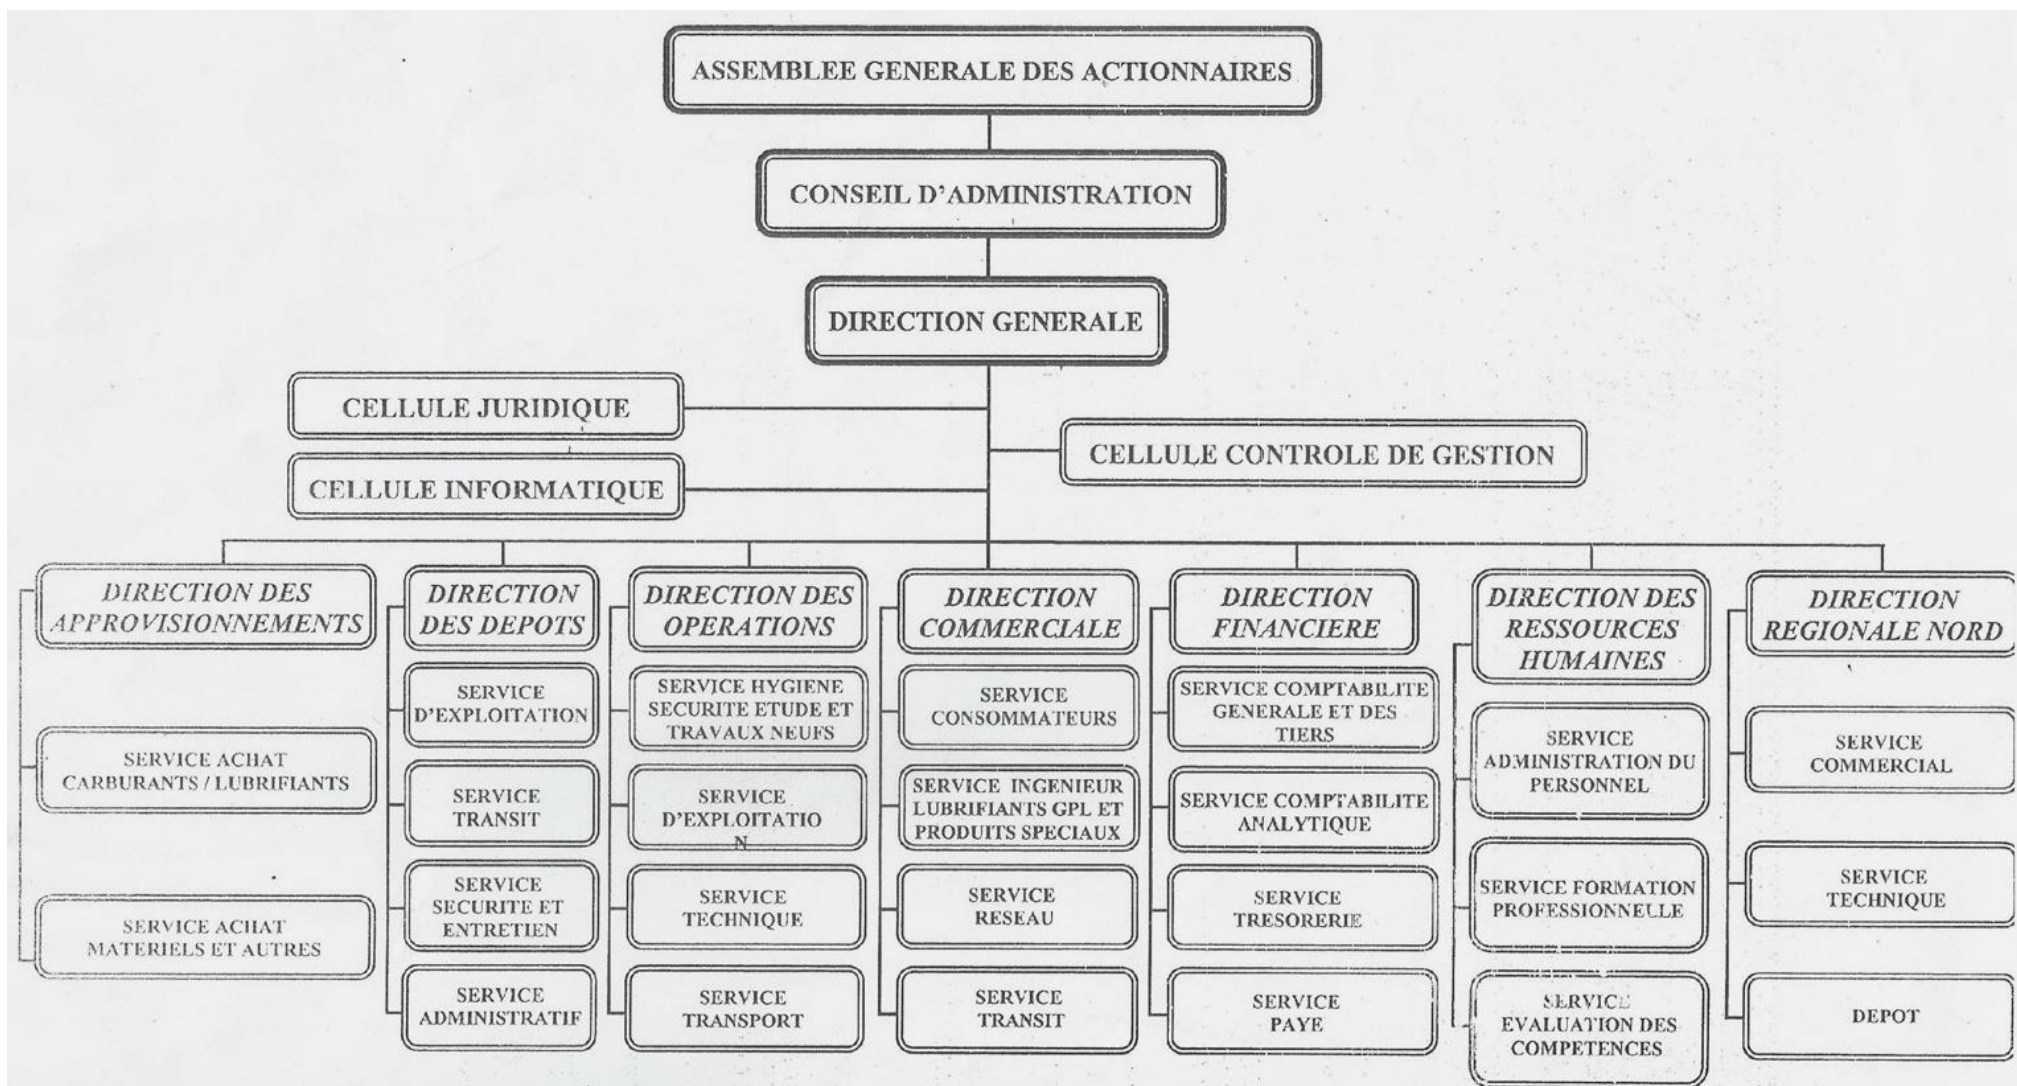 ASSEMBLEE GENERALE DES ACTIONNAIRES
CONSEIL D'ADMINISTRATION
DIRECTION GENERALE
CELLULE JURIDIQUE
CELLULE CONTROLE DE GESTION
CELLULE INFORMATIQUE
DIRECTION DES
APPROVISIONNEMENTS
SERVICE ACHAT
CARBURANTS / LUBRIFIANTS
SERVICE ACHAT
MATERIELS ET AUTRES
DIRECTION
DES DEPOTS
SERVICE
D'EXPLOITATION
SERVICE
TRANSIT
SERVICE
SECURITE ET
ENTRETIEN
SERVICE
ADMINISTRATIF
DIRECTION DES
OPERATIONS
SERVICE HYGIENE
SECURITE ETUDE ET
TRAVAUX NEUFS
SERVICE
D'EXPLOITATIO
N
SERVICE
TECHNIQUE
SERVICE
TRANSPORT
DIRECTION
COMMERCIALE
SERVICE
CONSOMMATEURS
SERVICE INGENIEUR
LUBRIFIANTS GPL ET
PRODUITS SPECIAUX
SERVICE
RESEAU
SERVICE
TRANSIT
DIRECTION
FINANCIERE
SERVICE COMPTABILITE
GENERALE ET DES
TIERS
SERVICE COMPTABILITE
ANALYTIQUE
SERVICE
TRESORERIE
SERVICE
PAYE
DIRECTION DES
RESSOURCES
HUMAINES
SERVICE
ADMINISTRATION DU
PERSONNEL
SERVICE FORMATION
PROFESSIONNELLE
SERVICE
EVALUATION DES
COMPETENCES
DIRECTION
REGIONALE NORD
SERVICE
COMMERCIAL
SERVICE
TECHNIQUE
DEPOT